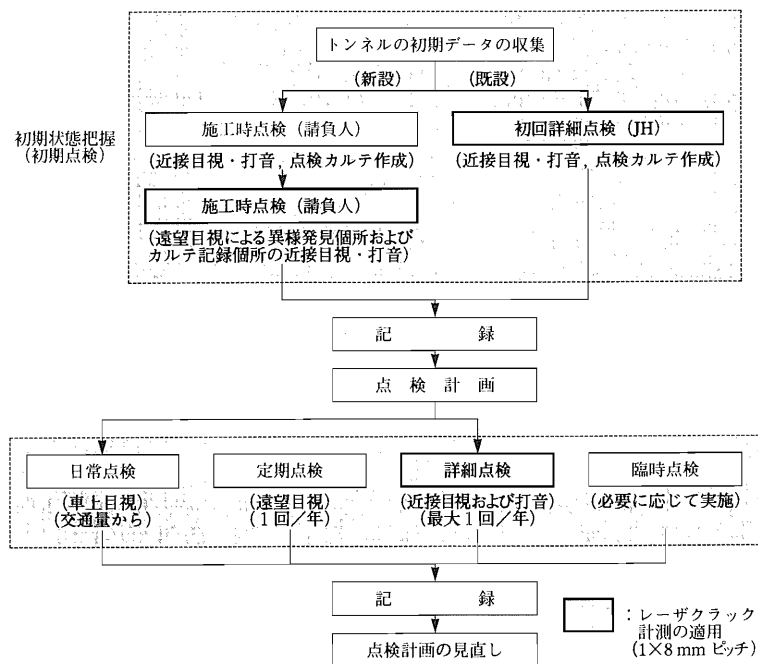 トンネルの初期データの収集
(新設) (既設)
初期状態把握
(初期点検)
施工時点検(請負人)
(近接目視・打音, 点検カルテ作成)
初回詳細点検(JH)
(近接目視・打音, 点検カルテ作成)
施工時点検(請負人)
(遠望目視による異様発見個所および
カルテ記録個所の近接目視・打音)
記 録
点 検 計 画
日常点検
(車上目視)
(交通量から)
定期点検
(遠望目視)
(1回/年)
詳細点検
(近接目視および打音)
(最大1回/年)
臨時点検
(必要に応じて実施)
記 録
点検計画の見直し
:レーザクラック
計測の適用
(1×8 mm ピッチ)